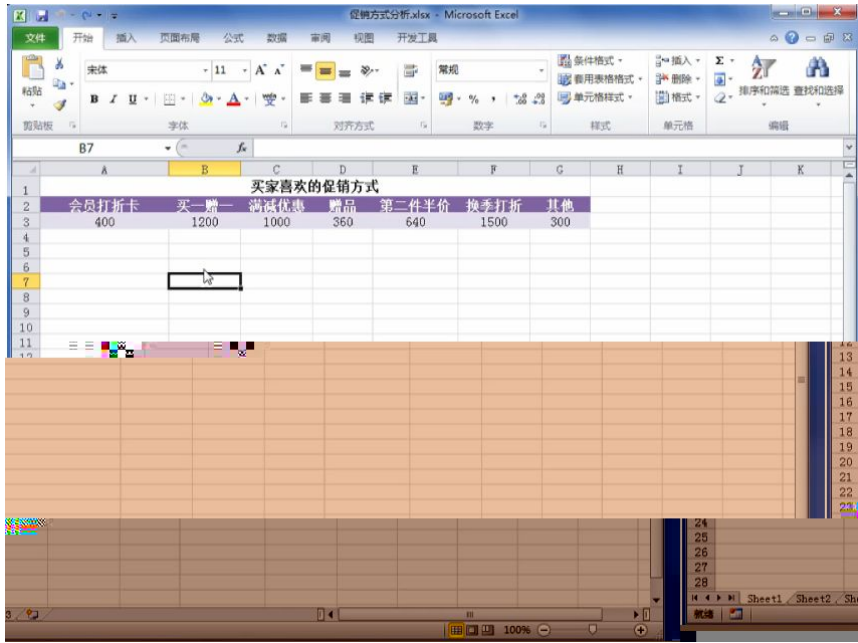 促销方式分析.xlsx - Microsoft Excel
文件 开始 插入 页面布局 公式 数据 审阅 视图 开发工具
宋体 11 A A 常规 条件格式 插入 Σ
粘贴 套用表格格式 删除 排序和筛选 查找和选择
B I U A 变 % , 单元格样式 格式
剪贴板 字体 对齐方式 数字 样式 单元格 编辑
B7 fx
A B C D E F G H I J K
1 买家喜欢的促销方式
2 会员打折卡 买一赠一 满减优惠 赠品 第二件半价 换季打折 其他
3 400 1200 1000 360 640 1500 300
4
5
6
7
8
9
10
11 12
13
14
15
16
17
18
19
20
21
22
24
25
26
27
28
Sheet1 Sheet2 Sh
3 就绪
100%